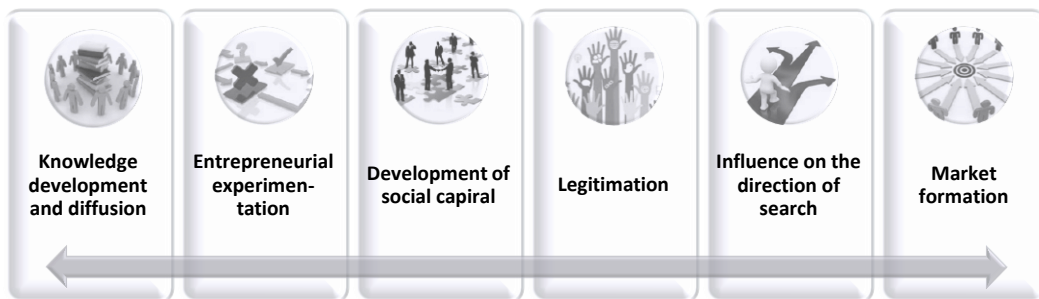 Knowledge
development
and diffusion
Entrepreneurial
experimen-
tation
Development of
social capiral
Legitimation
Influence on the
direction of
search
Market
formation